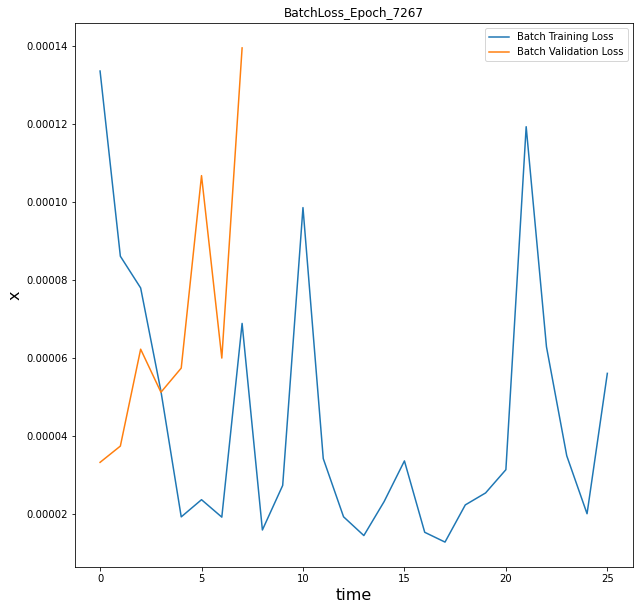 BatchLoss_Epoch_7267
Batch Training Loss
Batch Validation Loss
0.00014
0.00012
0.00010
0.00008
0.00006
0.00004
0.00002
x
0
5
10
15
20
25
time